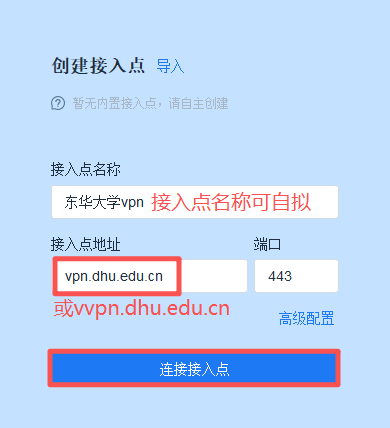 创建接入点 导入
暂无内置接入点，请自主创建
接入点名称
东华大学vpn 接入点名称可自拟
接入点地址 端口
vpn.dhu.edu.cn 443
或vvpn.dhu.edu.cn
高级配置
连接接入点